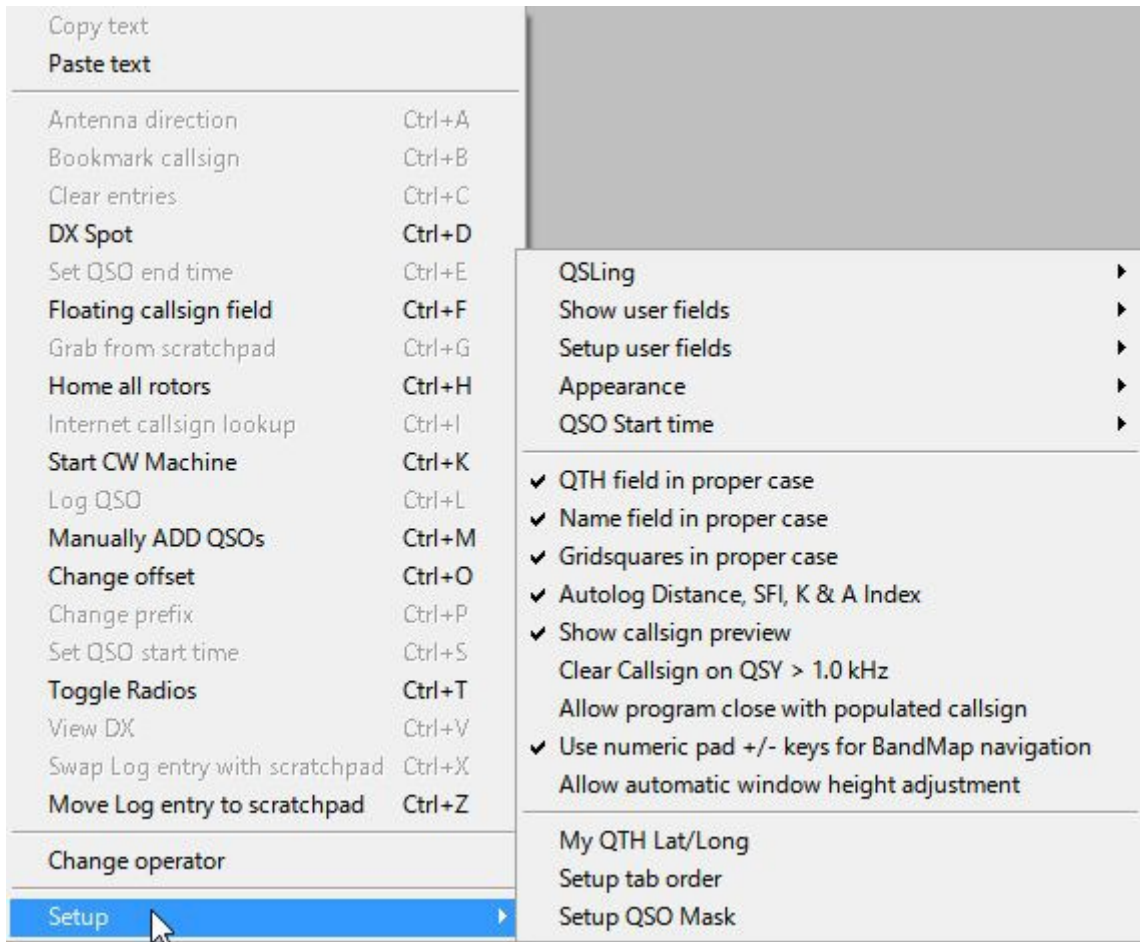 Copy text
Paste text
Antenna direction Ctrl+A
Bookmark callsign Ctrl+B
Clear entries Ctrl+C
DX Spot Ctrl+D
Set QSO end time Ctrl+E
Floating callsign field Ctrl+F
Grab from scratchpad Ctrl+G
Home all rotors Ctrl+H
Internet callsign lookup Ctrl+I
Start CW Machine Ctrl+K
Log QSO Ctrl+L
Manually ADD QSOs Ctrl+M
Change offset Ctrl+O
Change prefix Ctrl+P
Set QSO start time Ctrl+S
Toggle Radios Ctrl+T
View DX Ctrl+V
Swap Log entry with scratchpad Ctrl+X
Move Log entry to scratchpad Ctrl+Z
Change operator
Setup
QSLing
Show user fields
Setup user fields
Appearance
QSO Start time
QTH field in proper case
Name field in proper case
Gridsquares in proper case
Autolog Distance, SFI, K & A Index
Show callsign preview
Clear Callsign on QSY > 1.0 kHz
Allow program close with populated callsign
Use numeric pad +/- keys for BandMap navigation
Allow automatic window height adjustment
My QTH Lat/Long
Setup tab order
Setup QSO Mask